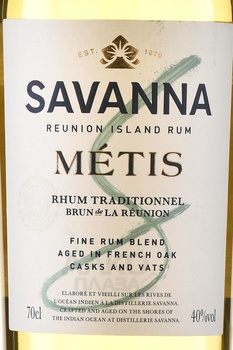 EST. 1870
SAVANNA
REUNION ISLAND RUM
MÉTIS
RHUM TRADITIONNEL
BRUN de LA RÉUNION
FINE RUM BLEND
AGED IN FRENCH OAK
CASKS AND VATS
ELABORÉ ET VIEILLI SUR LES RIVES DE
L'OCÉAN INDIEN À LA DISTILLERIE SAVANNA
70cl CRAFTED AND AGED ON THE SHORES OF 40%vol
THE INDIAN OCEAN AT DISTILLERIE SAVANNA